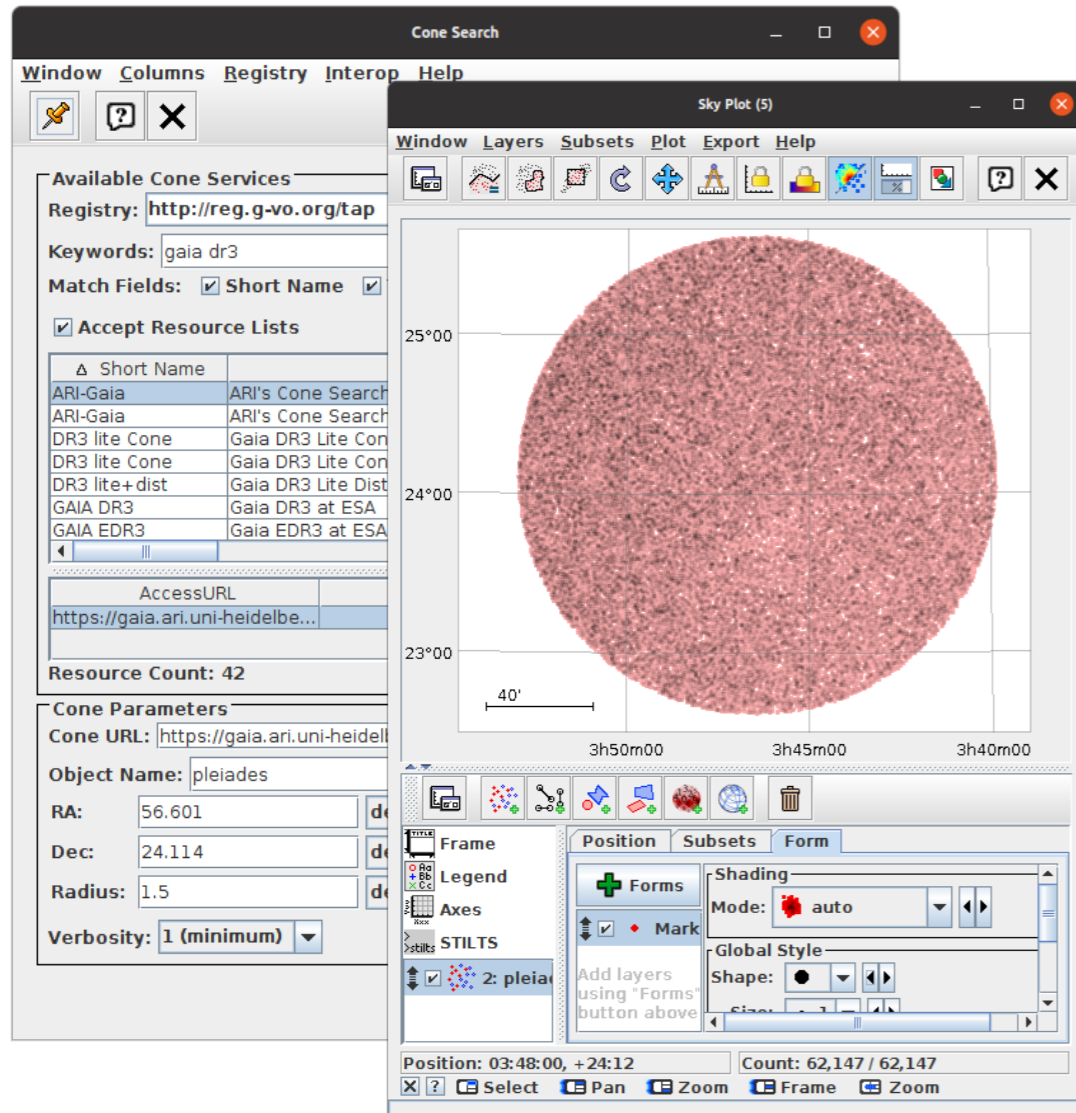 Cone Search
Window Columns Registry Interop Help
Available Cone Services
Registry: http://reg.g-vo.org/tap
Keywords: gaia dr3
Match Fields: Short Name
Accept Resource Lists
Short Name
ARI-Gaia ARI's Cone Search
ARI-Gaia ARI's Cone Search
DR3 lite Cone Gaia DR3 Lite Con
DR3 lite Cone Gaia DR3 Lite Con
DR3 lite+dist Gaia DR3 Lite Dist
GAIA DR3 Gaia DR3 at ESA
GAIA EDR3 Gaia EDR3 at ESA
AccessURL
https://gaia.ari.uni-heidelbe...
Resource Count: 42
Cone Parameters
Cone URL: https://gaia.ari.uni-heidel
Object Name: pleiades
RA: 56.601 de
Dec: 24.114 de
Radius: 1.5 de
Verbosity: 1 (minimum)
Sky Plot (5)
Window Layers Subsets Plot Export Help
25°00
24°00
23°00
40'
3h50m00 3h45m00 3h40m00
Frame
Legend
Axes
STILTS
2: pleia
Position Subsets Form
Forms
Mark
Add layers
using "Forms"
button above
Shading
Mode: auto
Global Style
Shape:
Size: 1
Position: 03:48:00, +24:12 Count: 62,147 / 62,147
Select Pan Zoom Frame Zoom